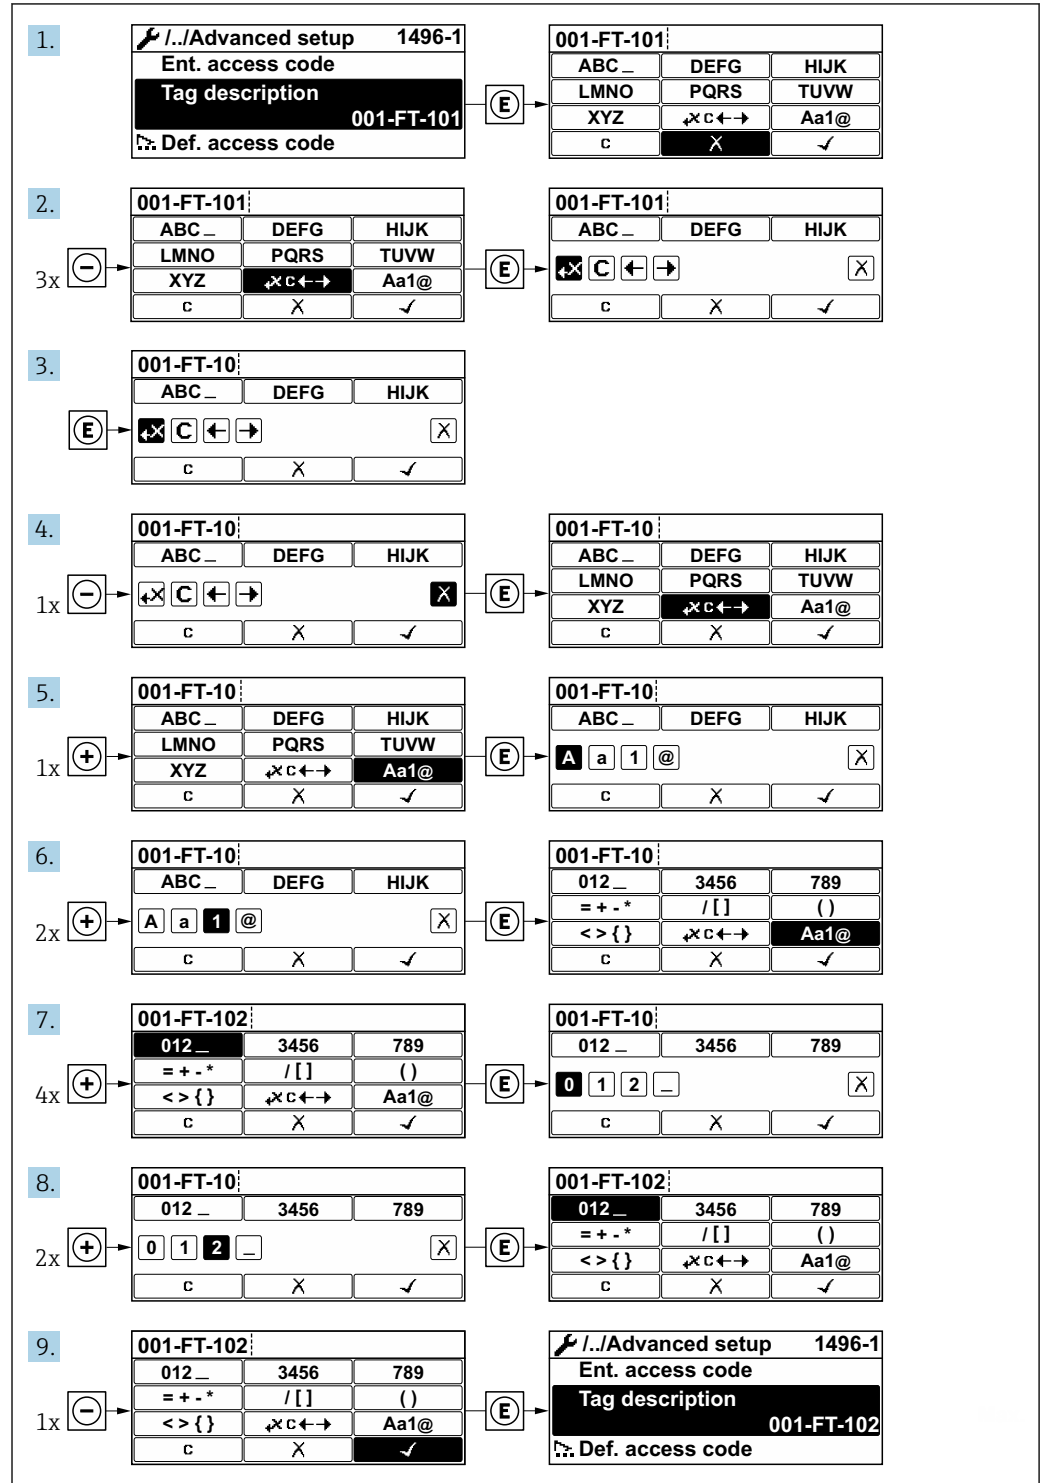 1.
/../Advanced setup 1496-1
Ent. access code
Tag description
001-FT-101
Def. access code
E
001-FT-101
ABC_ DEFG HIJK
LMNO PQRS TUVW
XYZ C←→ Aa1@
C X ✓
2.
3x −
001-FT-101
ABC_ DEFG HIJK
LMNO PQRS TUVW
XYZ C←→ Aa1@
C X ✓
E
001-FT-101
ABC_ DEFG HIJK
C ← → X
C X ✓
3.
E
001-FT-10
ABC_ DEFG HIJK
C ← → X
C X ✓
4.
1x −
001-FT-10
ABC_ DEFG HIJK
C ← → X
C X ✓
E
001-FT-10
ABC_ DEFG HIJK
LMNO PQRS TUVW
XYZ C←→ Aa1@
C X ✓
5.
1x +
001-FT-10
ABC_ DEFG HIJK
LMNO PQRS TUVW
XYZ C←→ Aa1@
C X ✓
E
001-FT-10
ABC_ DEFG HIJK
A a 1 @ X
C X ✓
6.
2x +
001-FT-10
ABC_ DEFG HIJK
A a 1 @ X
C X ✓
E
001-FT-10
012_ 3456 789
=+-* /[] ()
<>{} C←→ Aa1@
C X ✓
7.
4x +
001-FT-102
012_ 3456 789
=+-* /[] ()
<>{} C←→ Aa1@
C X ✓
E
001-FT-10
012_ 3456 789
0 1 2 _ X
C X ✓
8.
2x +
001-FT-10
012_ 3456 789
0 1 2 _ X
C X ✓
E
001-FT-102
012_ 3456 789
=+-* /[] ()
<>{} C←→ Aa1@
C X ✓
9.
1x −
001-FT-102
012_ 3456 789
=+-* /[] ()
<>{} C←→ Aa1@
C X ✓
E
/../Advanced setup 1496-1
Ent. access code
Tag description
001-FT-102
Def. access code